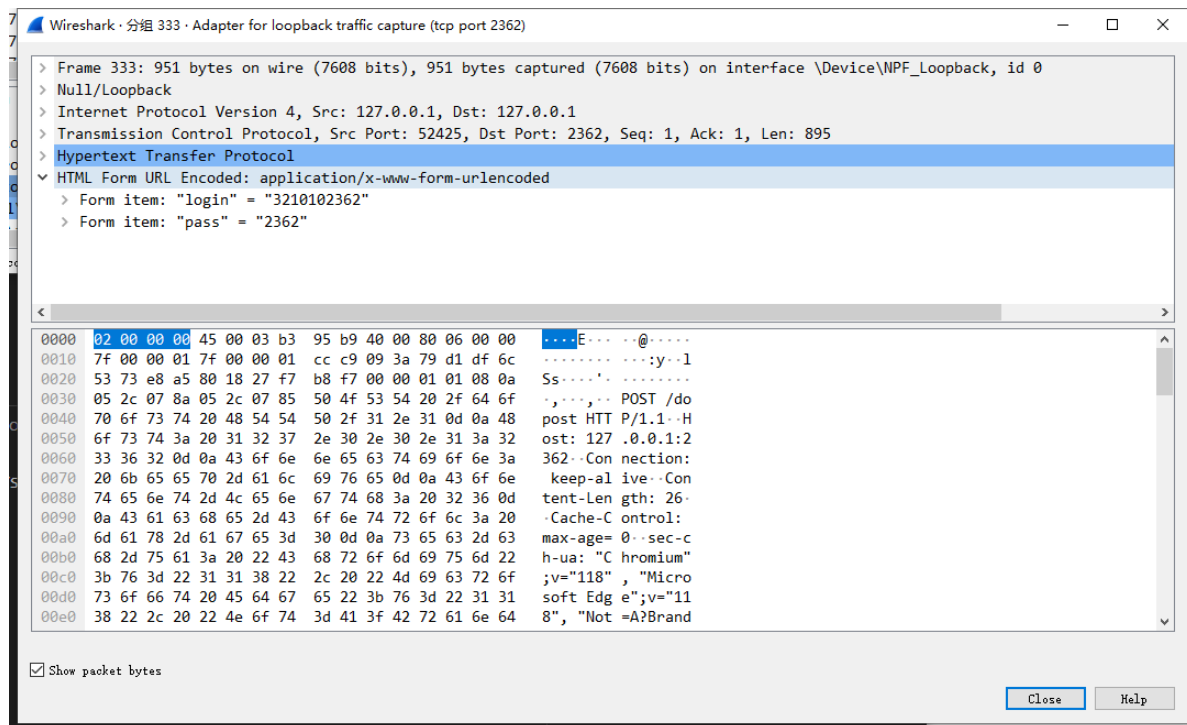 Wireshark · 分组 333 · Adapter for loopback traffic capture (tcp port 2362)
> Frame 333: 951 bytes on wire (7608 bits), 951 bytes captured (7608 bits) on interface \Device\NPF_Loopback, id 0
> Null/Loopback
> Internet Protocol Version 4, Src: 127.0.0.1, Dst: 127.0.0.1
> Transmission Control Protocol, Src Port: 52425, Dst Port: 2362, Seq: 1, Ack: 1, Len: 895
> Hypertext Transfer Protocol
HTML Form URL Encoded: application/x-www-form-urlencoded
> Form item: "login" = "3210102362"
> Form item: "pass" = "2362"
0000 02 00 00 00 45 00 03 b3 95 b9 40 00 80 06 00 00 ····E··· ··@·····
0010 7f 00 00 01 7f 00 00 01 cc c9 09 3a 79 d1 df 6c ········ ···:y··l
0020 53 73 e8 a5 80 18 27 f7 b8 f7 00 00 01 01 08 0a Ss····'· ········
0030 05 2c 07 8a 05 2c 07 85 50 4f 53 54 20 2f 64 6f ·,···,·· POST /do
0040 70 6f 73 74 20 48 54 54 50 2f 31 2e 31 0d 0a 48 post HTT P/1.1··H
0050 6f 73 74 3a 20 31 32 37 2e 30 2e 30 2e 31 3a 32 ost: 127 .0.0.1:2
0060 33 36 32 0d 0a 43 6f 6e 6e 65 63 74 69 6f 6e 3a 362··Con nection:
0070 20 6b 65 65 70 2d 61 6c 69 76 65 0d 0a 43 6f 6e keep-al ive··Con
0080 74 65 6e 74 2d 4c 65 6e 67 74 68 3a 20 32 36 0d tent-Len gth: 26·
0090 0a 43 61 63 68 65 2d 43 6f 6e 74 72 6f 6c 3a 20 ·Cache-C ontrol:
00a0 6d 61 78 2d 61 67 65 3d 30 0d 0a 73 65 63 2d 63 max-age= 0··sec-c
00b0 68 2d 75 61 3a 20 22 43 68 72 6f 6d 69 75 6d 22 h-ua: "C hromium"
00c0 3b 76 3d 22 31 31 38 22 2c 20 22 4d 69 63 72 6f ;v="118" , "Micro
00d0 73 6f 66 74 20 45 64 67 65 22 3b 76 3d 22 31 31 soft Edg e";v="11
00e0 38 22 2c 20 22 4e 6f 74 3d 41 3f 42 72 61 6e 64 8", "Not =A?Brand
Show packet bytes
Close Help